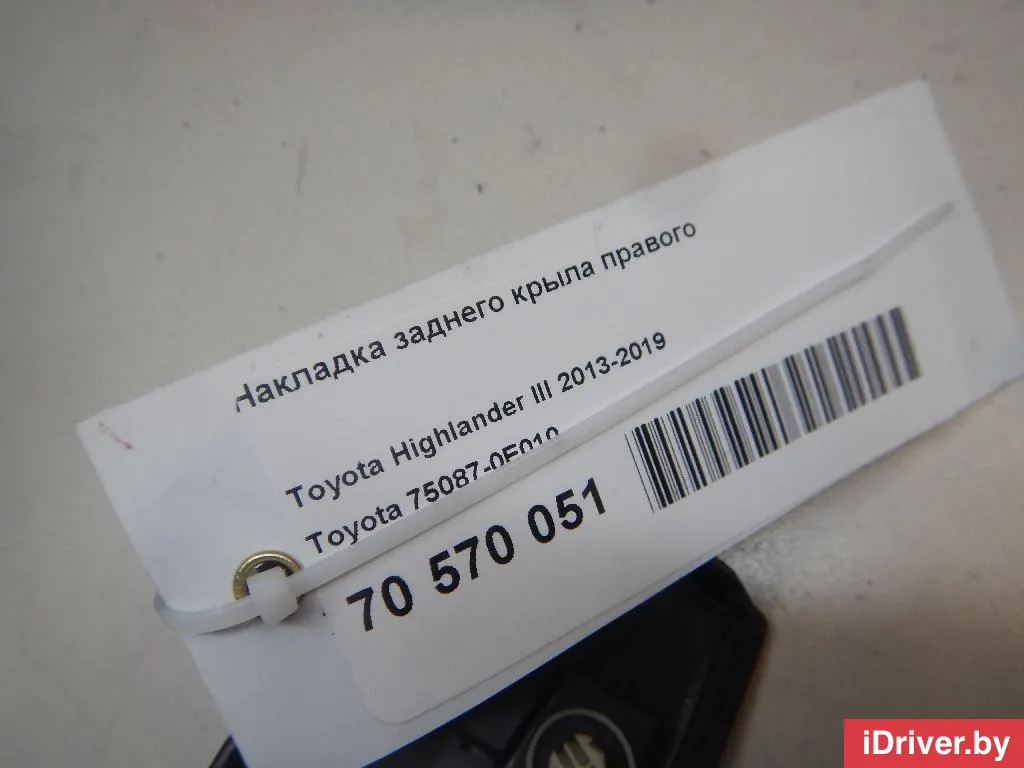 Накладка заднего крыла правого
Toyota Highlander III 2013-2019
Toyota 75087-0E010
70 570 051
iDriver.by